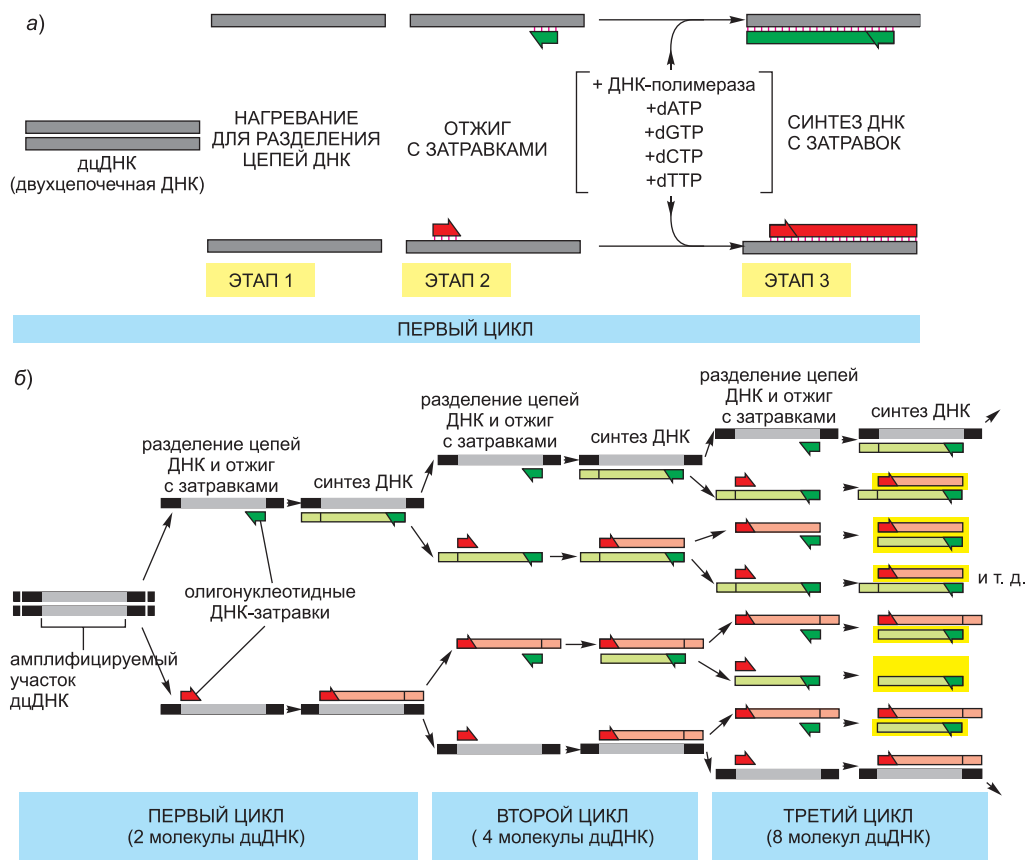 а)
дцДНК
(двухцепочечная ДНК)
НАГРЕВАНИЕ
ДЛЯ РАЗДЕЛЕНИЯ
ЦЕПЕЙ ДНК
ОТЖИГ
С ЗАТРАВКАМИ
+ ДНК-полимераза
+dATP
+dGTP
+dCTP
+dTTP
СИНТЕЗ ДНК
С ЗАТРАВОК
ЭТАП 1
ЭТАП 2
ЭТАП 3
ПЕРВЫЙ ЦИКЛ
б)
разделение цепей
ДНК и отжиг
с затравками
синтез ДНК
разделение цепей
ДНК и отжиг
с затравками
синтез ДНК
разделение цепей
ДНК и отжиг
с затравками
синтез ДНК
олигонуклеотидные
ДНК-затравки
амплифицируемый
участок
дцДНК
и т. д.
ПЕРВЫЙ ЦИКЛ
(2 молекулы дцДНК)
ВТОРОЙ ЦИКЛ
( 4 молекулы дцДНК)
ТРЕТИЙ ЦИКЛ
(8 молекул дцДНК)